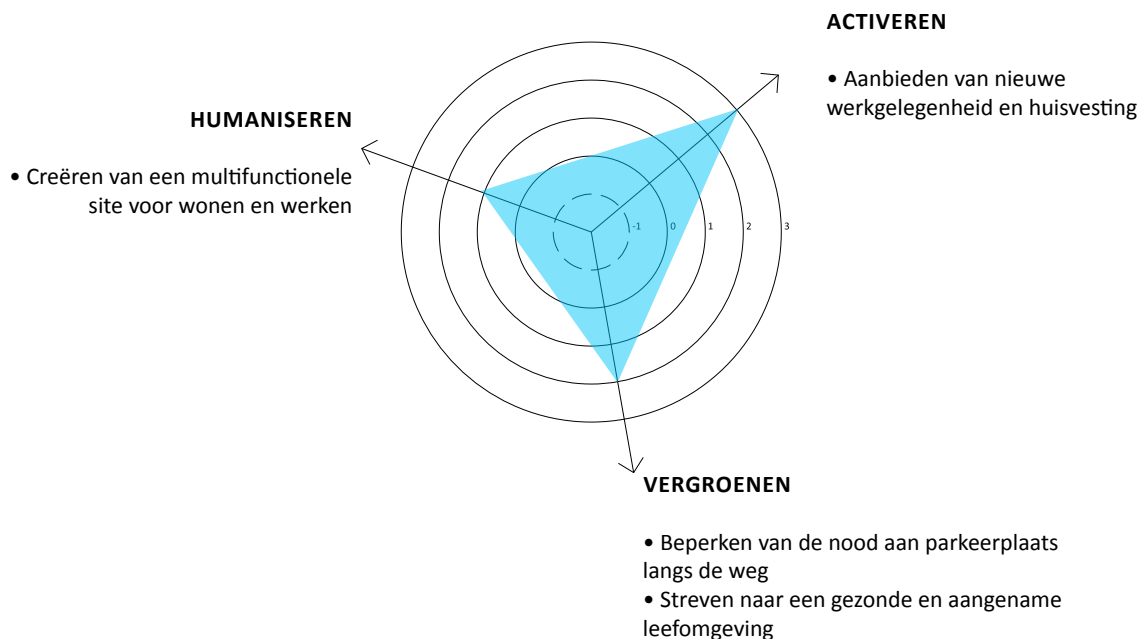 ACTIVEREN
• Aanbieden van nieuwe
werkgelegenheid en huisvesting
HUMANISEREN
• Creëren van een multifunctionele
site voor wonen en werken
-1 0 1 2 3
VERGROENEN
• Beperken van de nood aan parkeerplaats
langs de weg
• Streven naar een gezonde en aangename
leefomgeving